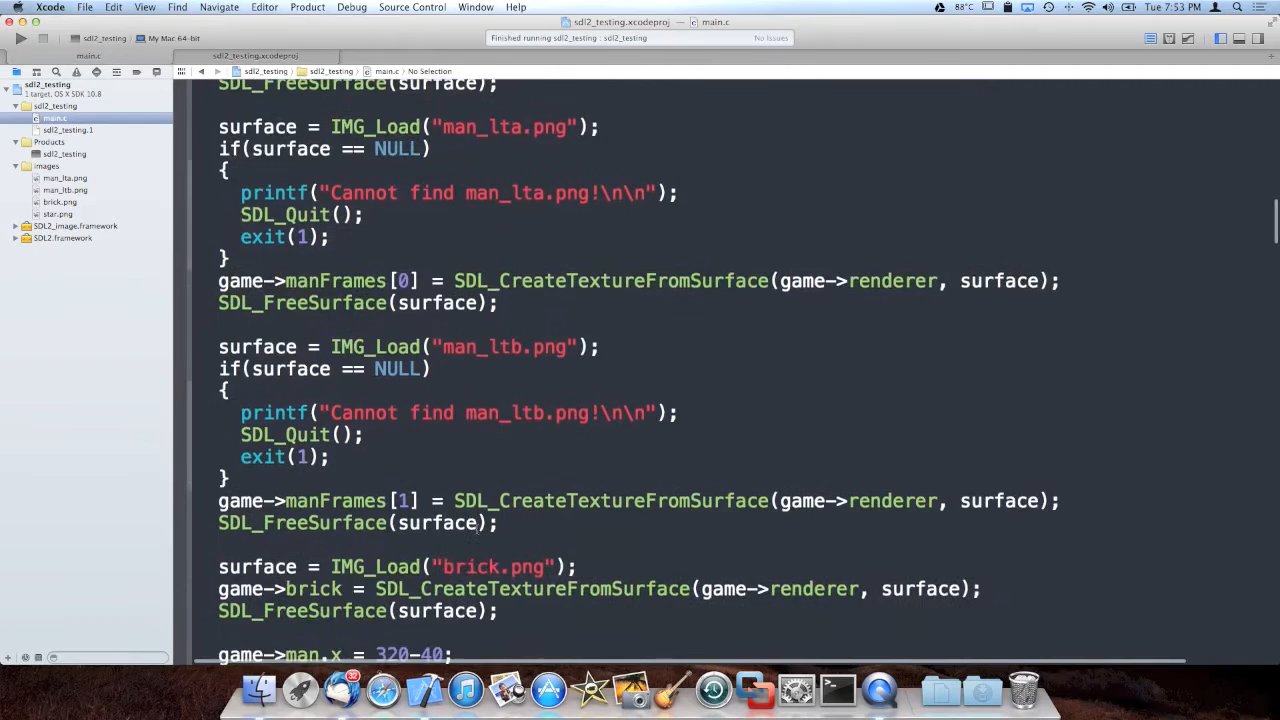 Xcode File Edit View Find Navigate Editor Product Debug Source Control Window Help 88°C Tue 7:53 PM
sdl2_testing.xcodeproj — main.c
sdl2_testing My Mac 64-bit
Finished running sdl2_testing : sdl2_testing No Issues
main.c sdl2_testing.xcodeproj
sdl2_testing sdl2_testing main.c No Selection
sdl2_testing
1 target, OS X SDK 10.8
sdl2_testing
main.c
sdl2_testing.1
Products
sdl2_testing
images
man_lta.png
man_ltb.png
brick.png
star.png
SDL2_image.framework
SDL2.framework
SDL_FreeSurface(surface);
surface = IMG_Load("man_lta.png");
if(surface == NULL)
{
printf("Cannot find man_lta.png!\n\n");
SDL_Quit();
exit(1);
}
game->manFrames[0] = SDL_CreateTextureFromSurface(game->renderer, surface);
SDL_FreeSurface(surface);
surface = IMG_Load("man_ltb.png");
if(surface == NULL)
{
printf("Cannot find man_ltb.png!\n\n");
SDL_Quit();
exit(1);
}
game->manFrames[1] = SDL_CreateTextureFromSurface(game->renderer, surface);
SDL_FreeSurface(surface);
surface = IMG_Load("brick.png");
game->brick = SDL_CreateTextureFromSurface(game->renderer, surface);
SDL_FreeSurface(surface);
game->man.x = 320-40;
32